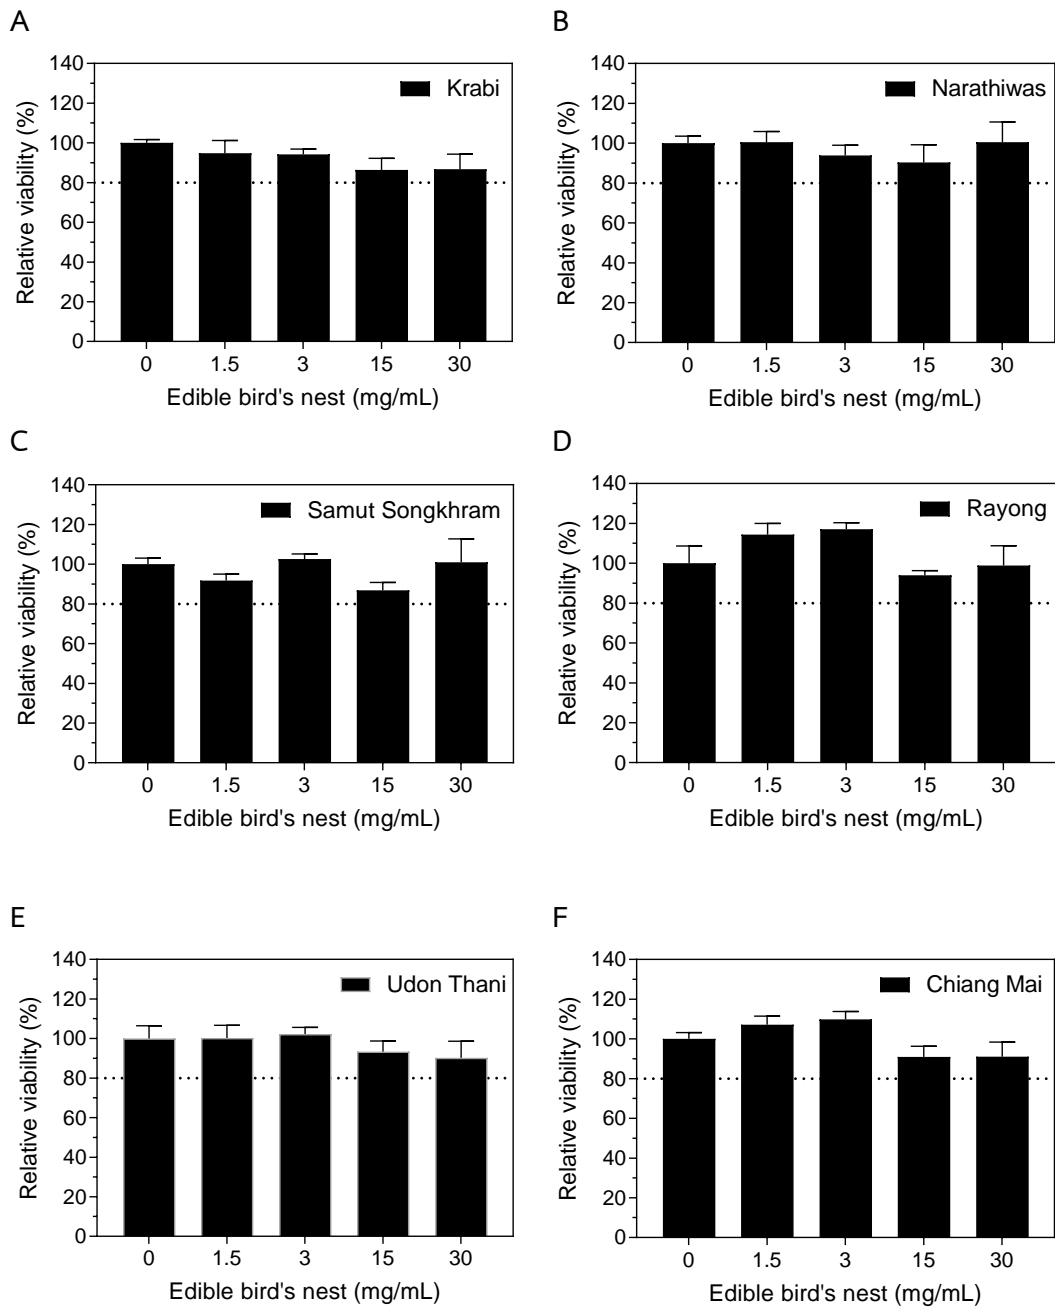 A
Relative viability (%)
140
120
100
80
60
40
20
0
Krabi
0 1.5 3 15 30
Edible bird's nest (mg/mL)
B
Relative viability (%)
140
120
100
80
60
40
20
0
Narathiwas
0 1.5 3 15 30
Edible bird's nest (mg/mL)
C
Relative viability (%)
140
120
100
80
60
40
20
0
Samut Songkhram
0 1.5 3 15 30
Edible bird's nest (mg/mL)
D
Relative viability (%)
140
120
100
80
60
40
20
0
Rayong
0 1.5 3 15 30
Edible bird's nest (mg/mL)
E
Relative viability (%)
140
120
100
80
60
40
20
0
Udon Thani
0 1.5 3 15 30
Edible bird's nest (mg/mL)
F
Relative viability (%)
140
120
100
80
60
40
20
0
Chiang Mai
0 1.5 3 15 30
Edible bird's nest (mg/mL)